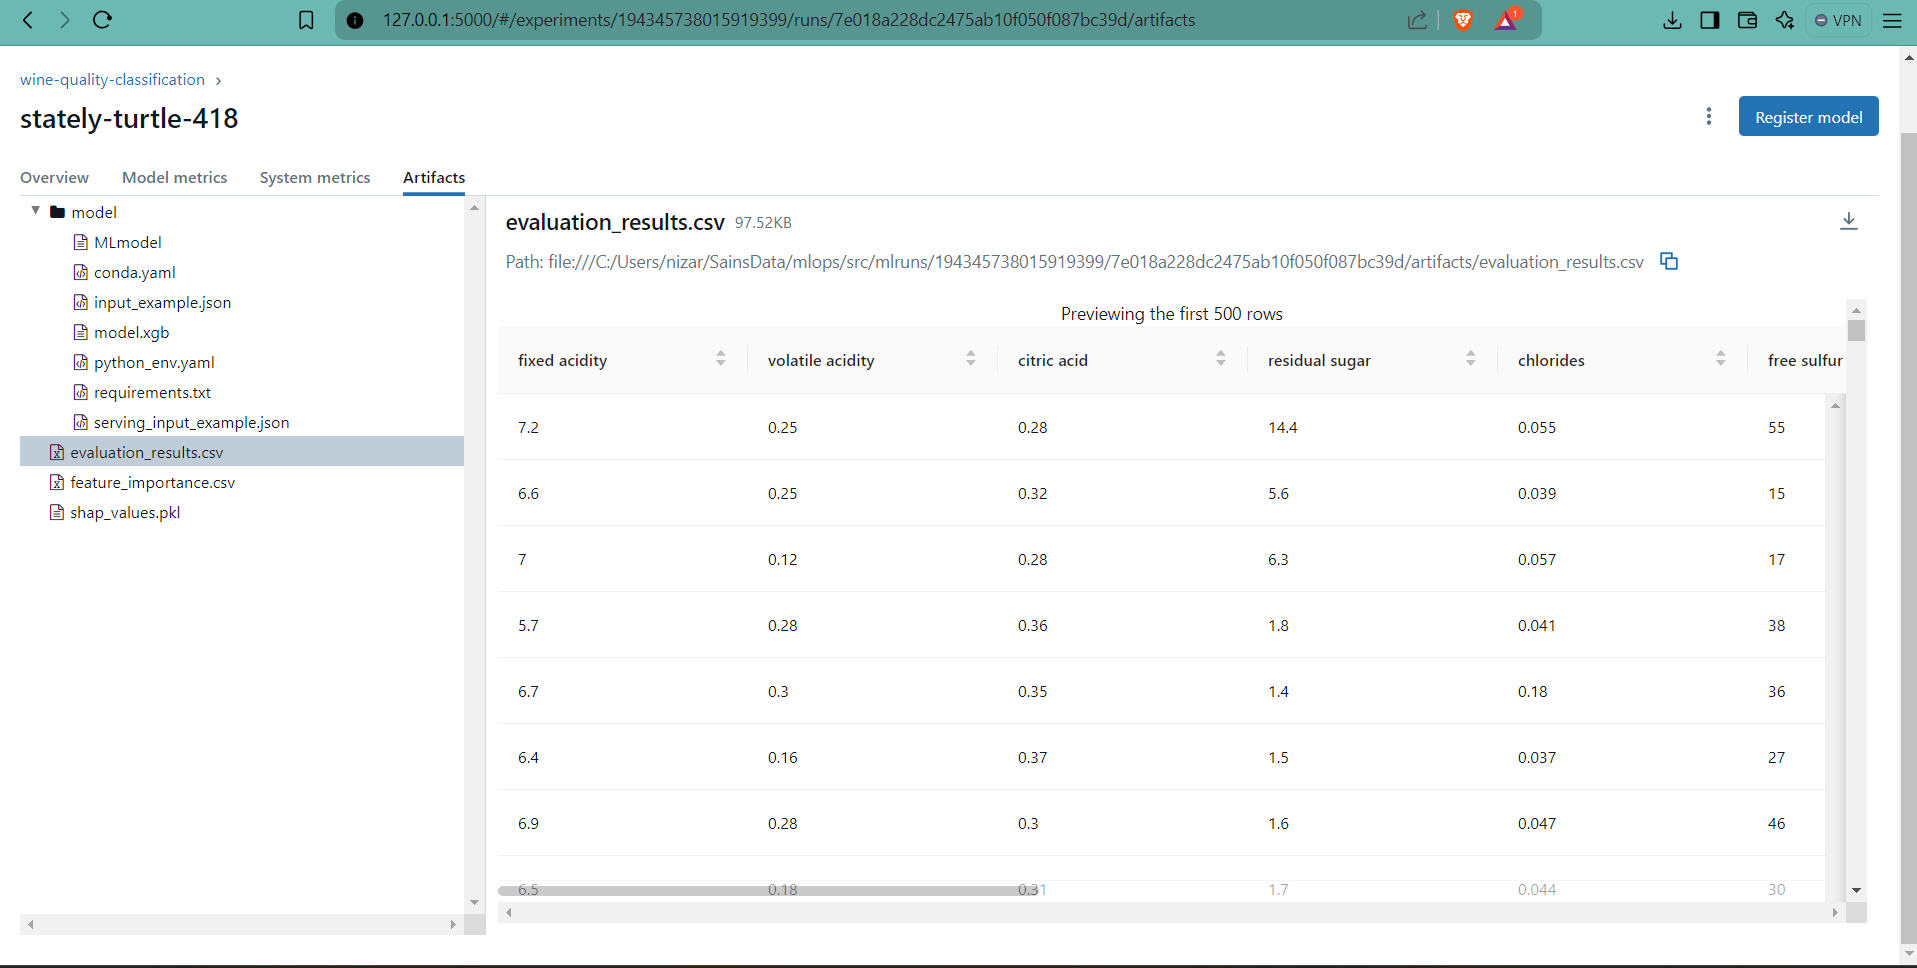 127.0.0.1:5000/#/experiments/194345738015919399/runs/7e018a228dc2475ab10f050f087bc39d/artifacts
1
VPN
wine-quality-classification
stately-turtle-418
Register model
Overview Model metrics System metrics Artifacts
model
MLmodel
conda.yaml
input_example.json
model.xgb
python_env.yaml
requirements.txt
serving_input_example.json
evaluation_results.csv
feature_importance.csv
shap_values.pkl
evaluation_results.csv 97.52KB
Path: file:///C:/Users/nizar/SainsData/mlops/src/mlruns/194345738015919399/7e018a228dc2475ab10f050f087bc39d/artifacts/evaluation_results.csv
Previewing the first 500 rows
fixed acidity volatile acidity citric acid residual sugar chlorides free sulfur
7.2 0.25 0.28 14.4 0.055 55
6.6 0.25 0.32 5.6 0.039 15
7 0.12 0.28 6.3 0.057 17
5.7 0.28 0.36 1.8 0.041 38
6.7 0.3 0.35 1.4 0.18 36
6.4 0.16 0.37 1.5 0.037 27
6.9 0.28 0.3 1.6 0.047 46
6.5 0.18 0.31 1.7 0.044 30